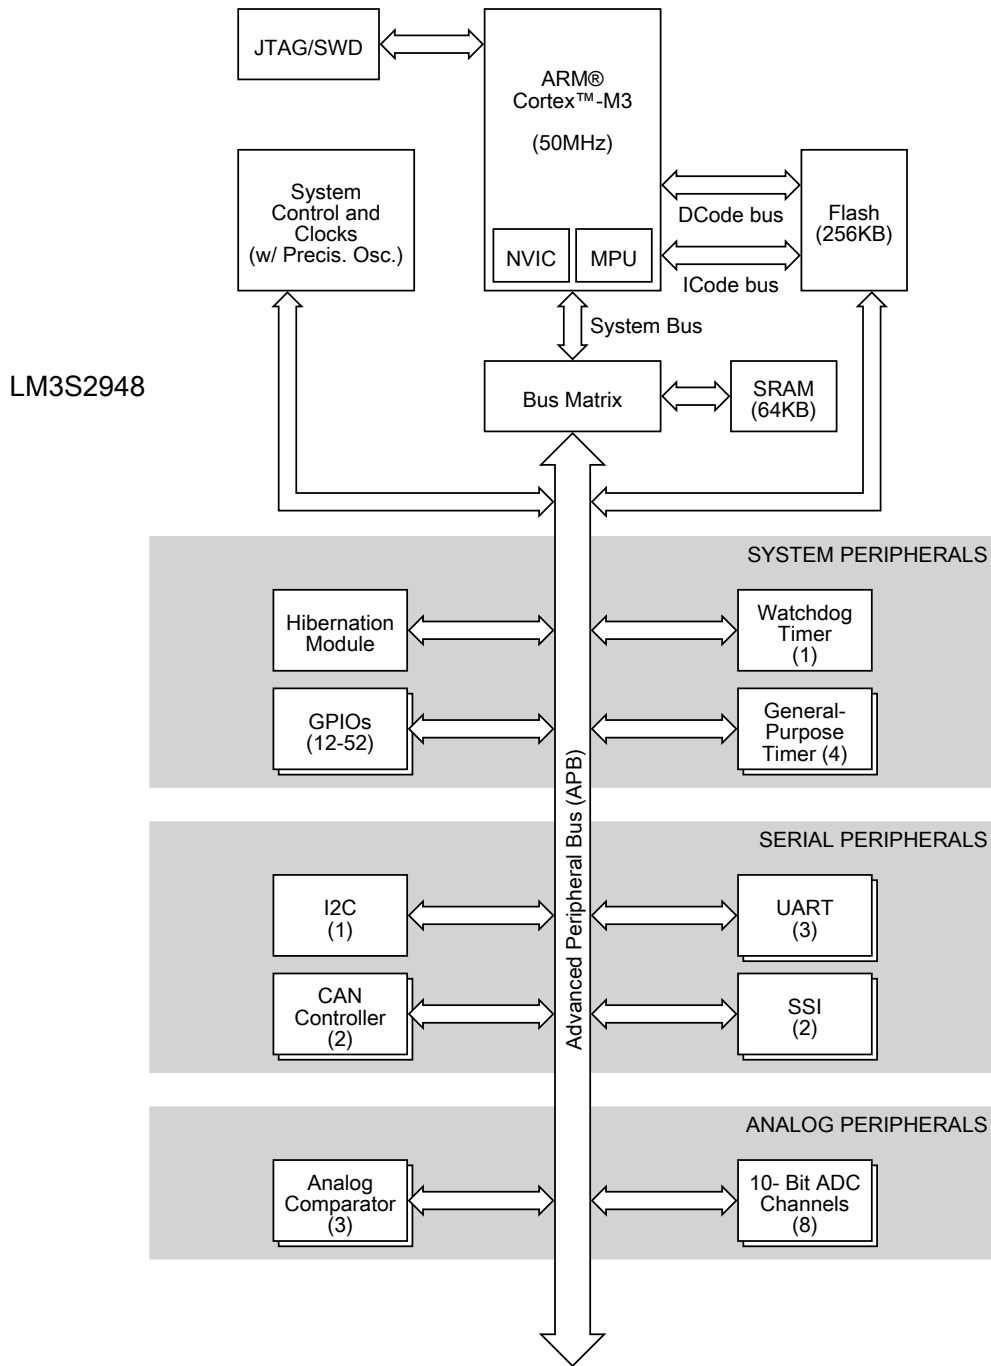 JTAG/SWD
ARM®
Cortex™-M3
(50MHz)
System
Control and
Clocks
(w/ Precis. Osc.)
DCode bus
Flash
(256KB)
NVIC
MPU
ICode bus
System Bus
LM3S2948
Bus Matrix
SRAM
(64KB)
SYSTEM PERIPHERALS
Hibernation
Module
Watchdog
Timer
(1)
GPIOs
(12-52)
General-
Purpose
Timer (4)
Advanced Peripheral Bus (APB)
SERIAL PERIPHERALS
I2C
(1)
UART
(3)
CAN
Controller
(2)
SSI
(2)
ANALOG PERIPHERALS
Analog
Comparator
(3)
10- Bit ADC
Channels
(8)